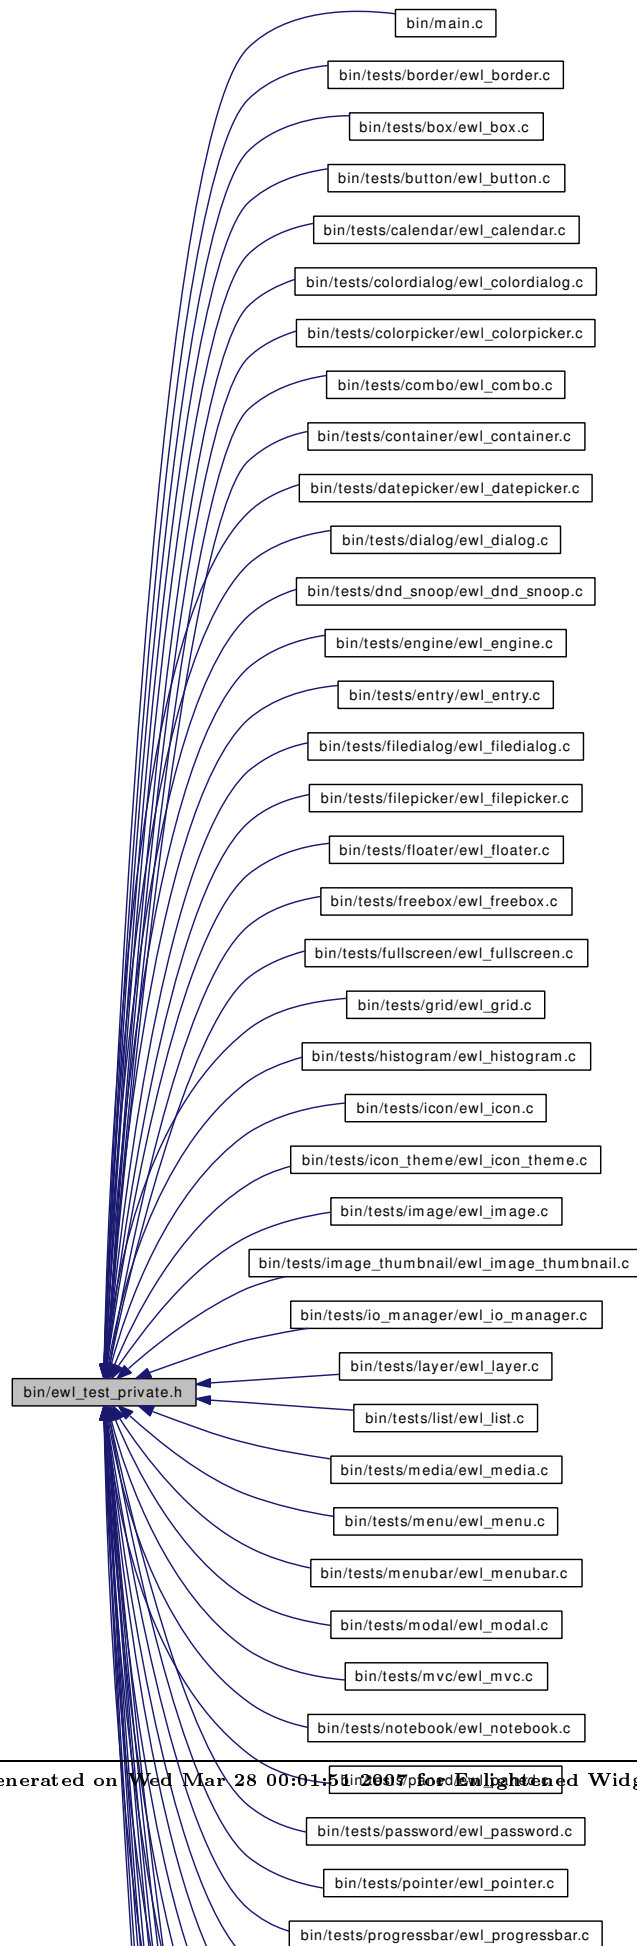 bin/main.c
bin/tests/border/ewl_border.c
bin/tests/box/ewl_box.c
bin/tests/button/ewl_button.c
bin/tests/calendar/ewl_calendar.c
bin/tests/colordialog/ewl_colordialog.c
bin/tests/colorpicker/ewl_colorpicker.c
bin/tests/combo/ewl_combo.c
bin/tests/container/ewl_container.c
bin/tests/datepicker/ewl_datepicker.c
bin/tests/dialog/ewl_dialog.c
bin/tests/dnd_snoop/ewl_dnd_snoop.c
bin/tests/engine/ewl_engine.c
bin/tests/entry/ewl_entry.c
bin/tests/filedialog/ewl_filedialog.c
bin/tests/filepicker/ewl_filepicker.c
bin/tests/floater/ewl_floater.c
bin/tests/freebox/ewl_freebox.c
bin/tests/fullscreen/ewl_fullscreen.c
bin/tests/grid/ewl_grid.c
bin/tests/histogram/ewl_histogram.c
bin/tests/icon/ewl_icon.c
bin/tests/icon_theme/ewl_icon_theme.c
bin/tests/image/ewl_image.c
bin/tests/image_thumbnail/ewl_image_thumbnail.c
bin/tests/io_manager/ewl_io_manager.c
bin/tests/layer/ewl_layer.c
bin/ewl_test_private.h
bin/tests/list/ewl_list.c
bin/tests/media/ewl_media.c
bin/tests/menu/ewl_menu.c
bin/tests/menubar/ewl_menubar.c
bin/tests/modal/ewl_modal.c
bin/tests/mvc/ewl_mvc.c
bin/tests/notebook/ewl_notebook.c
enerated on Wed Mar 28 00:01:51 2007 for Enlightened Widg
bin/tests/paned/ewl_paned.c
bin/tests/password/ewl_password.c
bin/tests/pointer/ewl_pointer.c
bin/tests/progressbar/ewl_progressbar.c